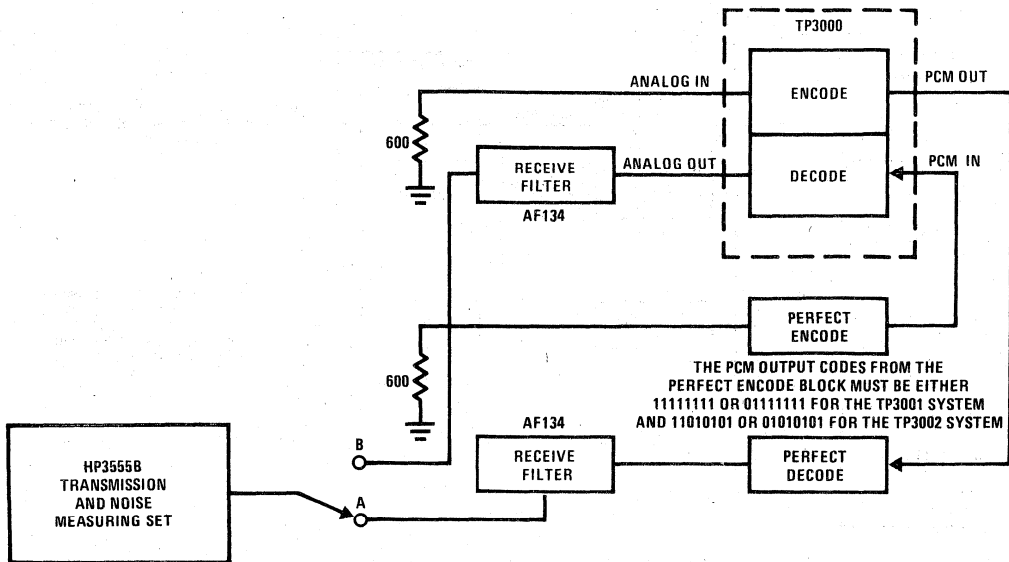 TP3000
ANALOG IN
ENCODE
PCM OUT
600
RECEIVE
FILTER
AF134
ANALOG OUT
DECODE
PCM IN
PERFECT
ENCODE
600
THE PCM OUTPUT CODES FROM THE
PERFECT ENCODE BLOCK MUST BE EITHER
11111111 OR 01111111 FOR THE TP3001 SYSTEM
AND 11010101 OR 01010101 FOR THE TP3002 SYSTEM
AF134
RECEIVE
FILTER
PERFECT
DECODE
B
A
HP3555B
TRANSMISSION
AND NOISE
MEASURING SET